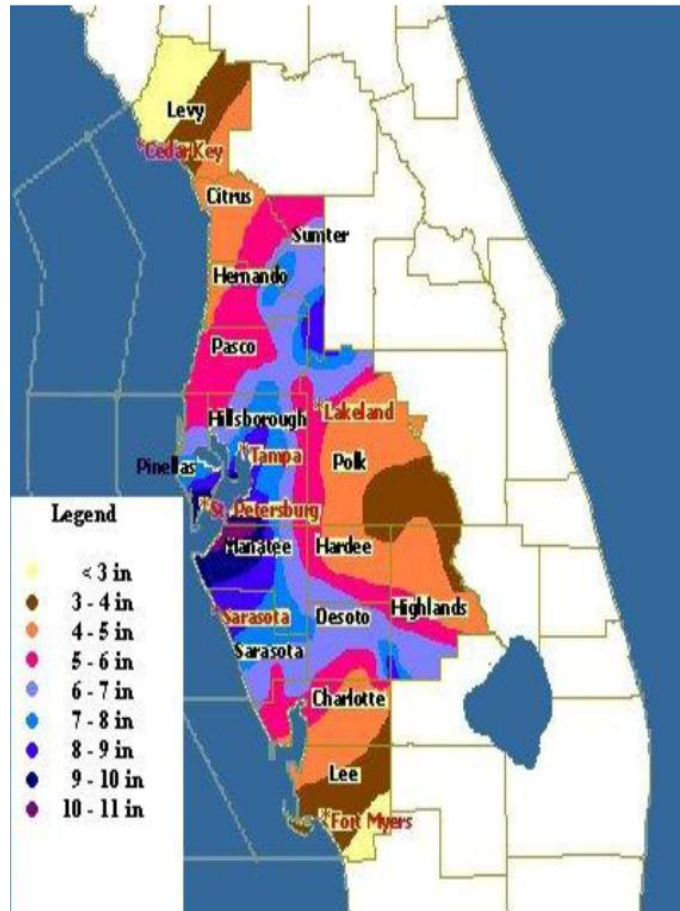 Levy
*Cedar Key
Citrus
Sumter
Hernando
Pasco
Hillsborough
*Lakeland
*Tampa
Pinellas
Polk
*St. Petersburg
Legend
Manatee
Hardee
< 3 in
3 - 4 in
4 - 5 in
5 - 6 in
6 - 7 in
7 - 8 in
8 - 9 in
9 - 10 in
10 - 11 in
*Sarasota
Desoto
Highlands
Sarasota
Charlotte
Lee
*Fort Myers